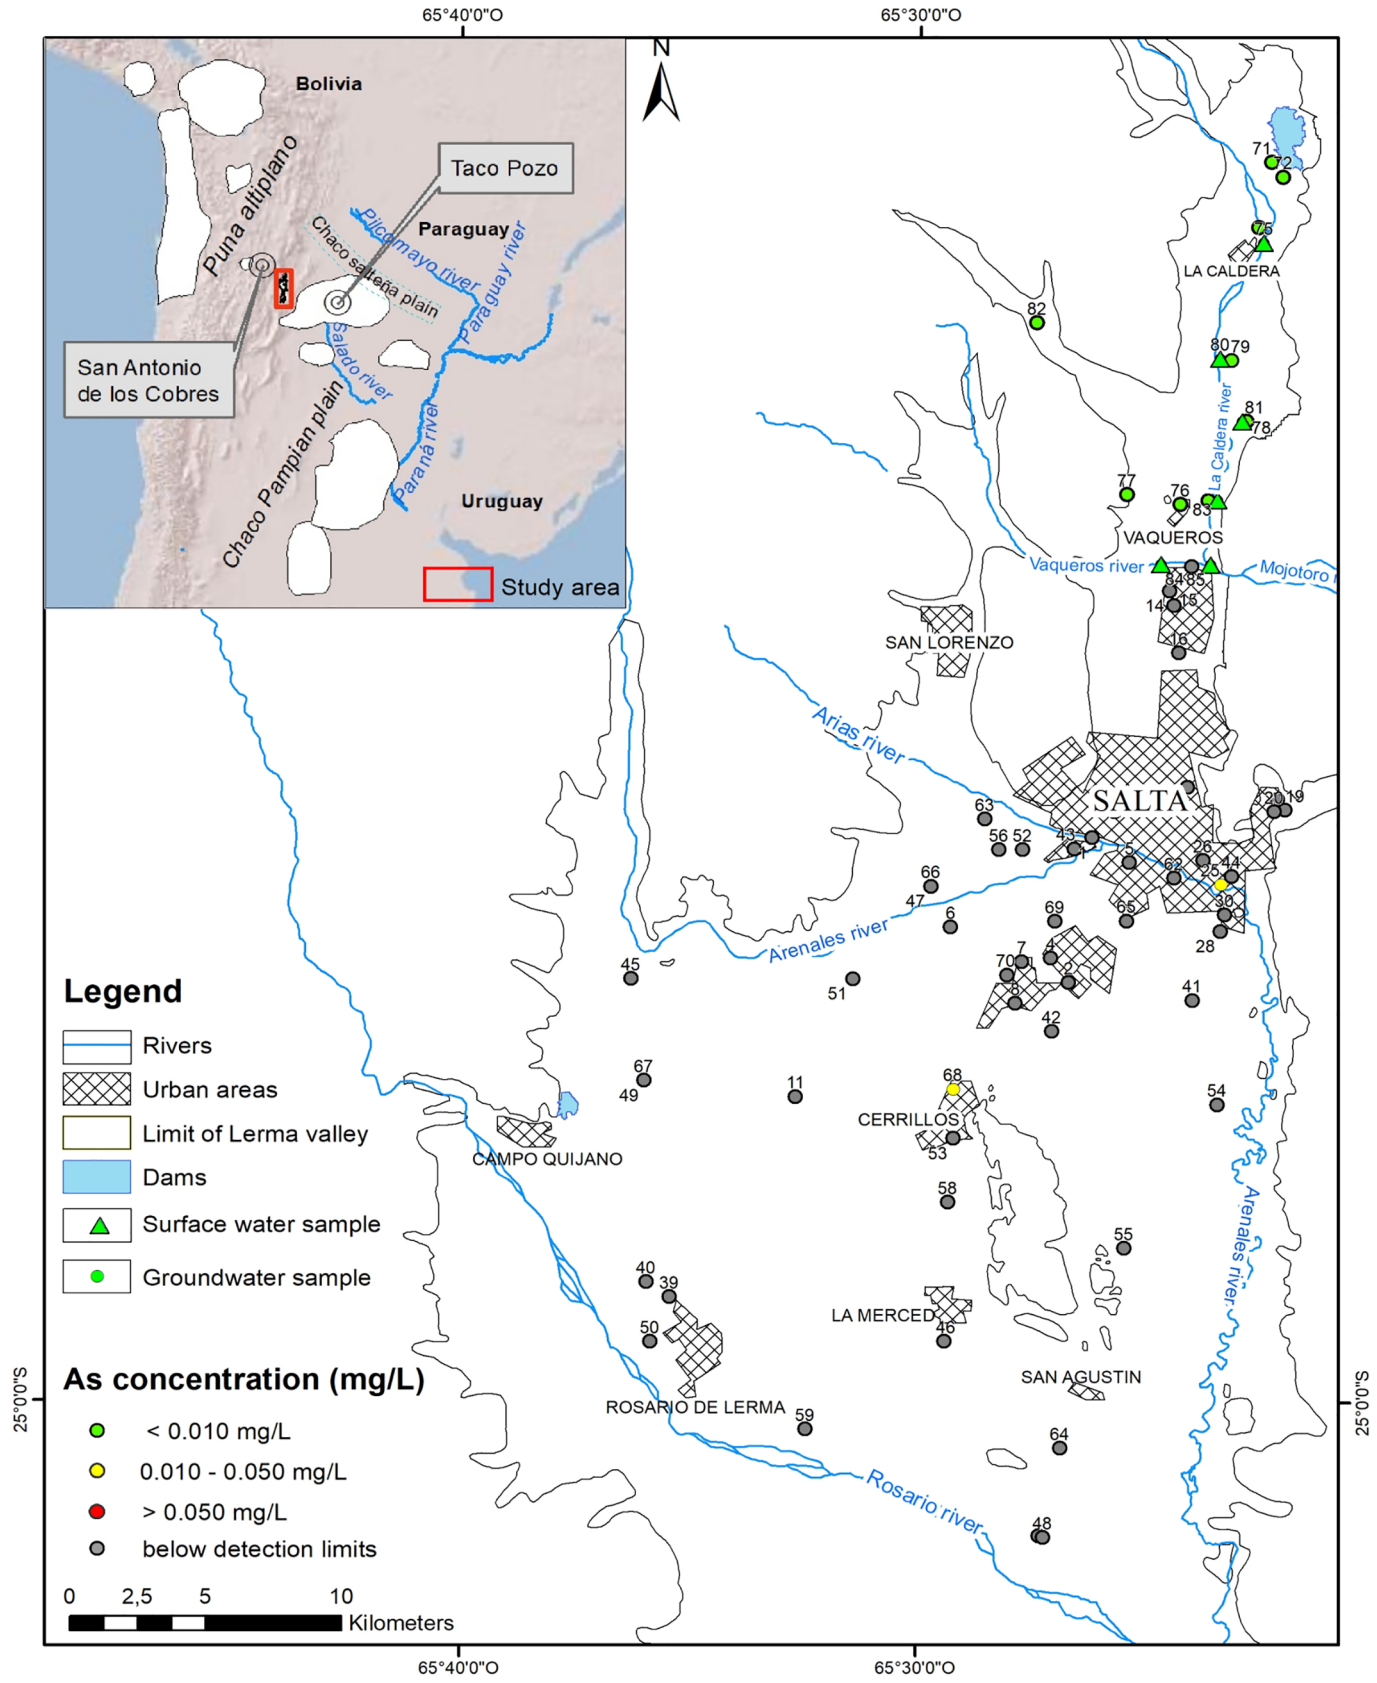 65°40'0"O
65°30'0"O
N
Bolivia
Puna altiplano
Taco Pozo
Pilcomayo river
Paraguay
Paraguay river
Chaco salteña plain
San Antonio
de los Cobres
Salado river
Chaco Pampian plain
Paraná river
Uruguay
Study area
71
72
75
LA CALDERA
82
80
79
81
78
La Caldera river
77
76
83
VAQUEROS
Vaqueros river
Mojotoro r
84
85
14
15
16
SAN LORENZO
Arias river
SALTA
20
19
63
56
52
43
1
5
62
26
25
44
30
28
66
47
6
69
65
Arenales river
45
51
70
7
4
2
8
42
41
67
49
11
68
CERRILLOS
53
54
CAMPO QUIJANO
58
55
Arenales river
40
39
50
LA MERCED
46
SAN AGUSTIN
ROSARIO DE LERMA
59
64
Rosario river
48
Legend
Rivers
Urban areas
Limit of Lerma valley
Dams
Surface water sample
Groundwater sample
As concentration (mg/L)
< 0.010 mg/L
0.010 - 0.050 mg/L
> 0.050 mg/L
below detection limits
0 2,5 5 10
Kilometers
25°0'0"S
25°0'0"S
65°40'0"O
65°30'0"O